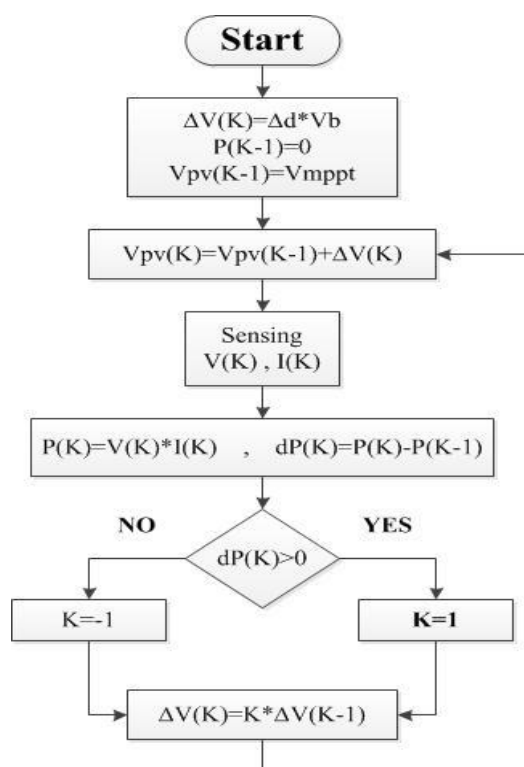 Start
ΔV(K)=Δd*Vb
P(K-1)=0
Vpv(K-1)=Vmppt
Vpv(K)=Vpv(K-1)+ΔV(K)
Sensing
V(K) , I(K)
P(K)=V(K)*I(K) , dP(K)=P(K)-P(K-1)
NO
YES
dP(K)>0
K=-1
K=1
ΔV(K)=K*ΔV(K-1)